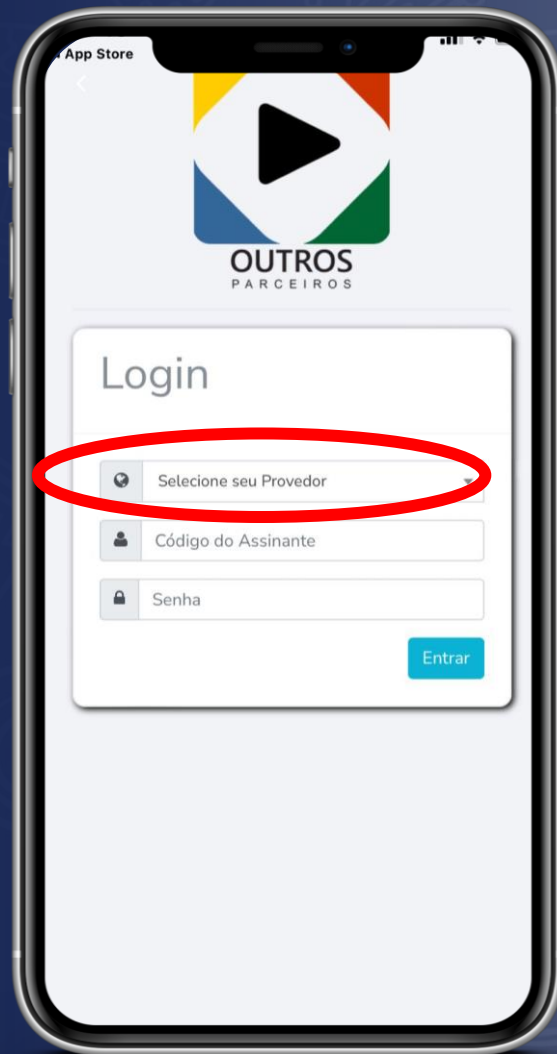 App Store
OUTROS
PARCEIROS
Login
Selecione seu Provedor
Código do Assinante
Senha
Entrar